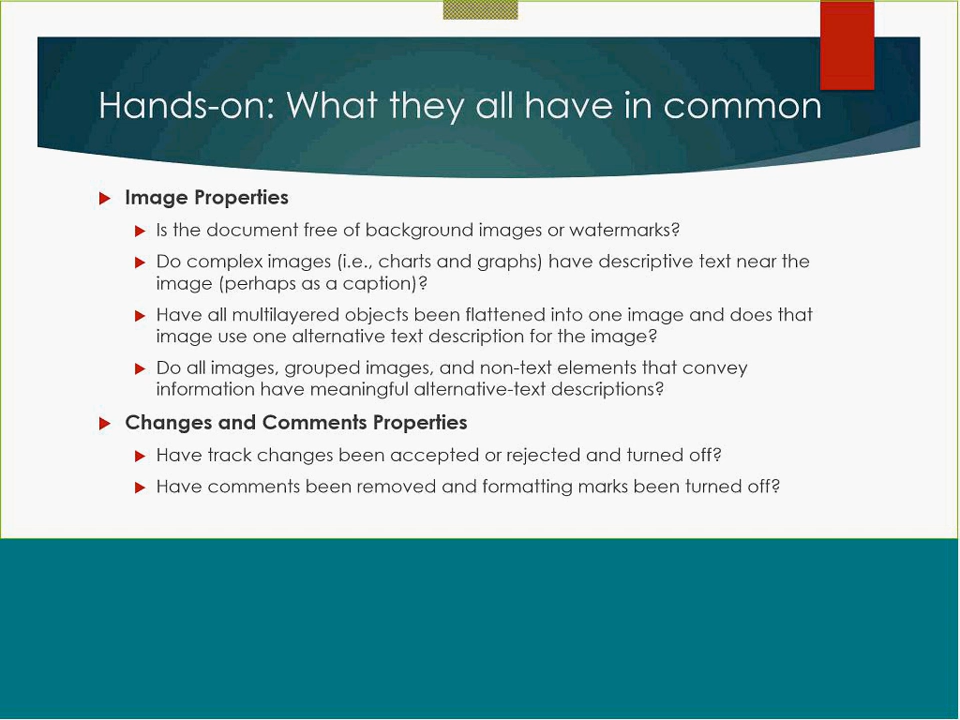 Hands-on: What they all have in common
Image Properties
Is the document free of background images or watermarks?
Do complex images (i.e., charts and graphs) have descriptive text near the
image (perhaps as a caption)?
Have all multilayered objects been flattened into one image and does that
image use one alternative text description for the image?
Do all images, grouped images, and non-text elements that convey
information have meaningful alternative-text descriptions?
Changes and Comments Properties
Have track changes been accepted or rejected and turned off?
Have comments been removed and formatting marks been turned off?